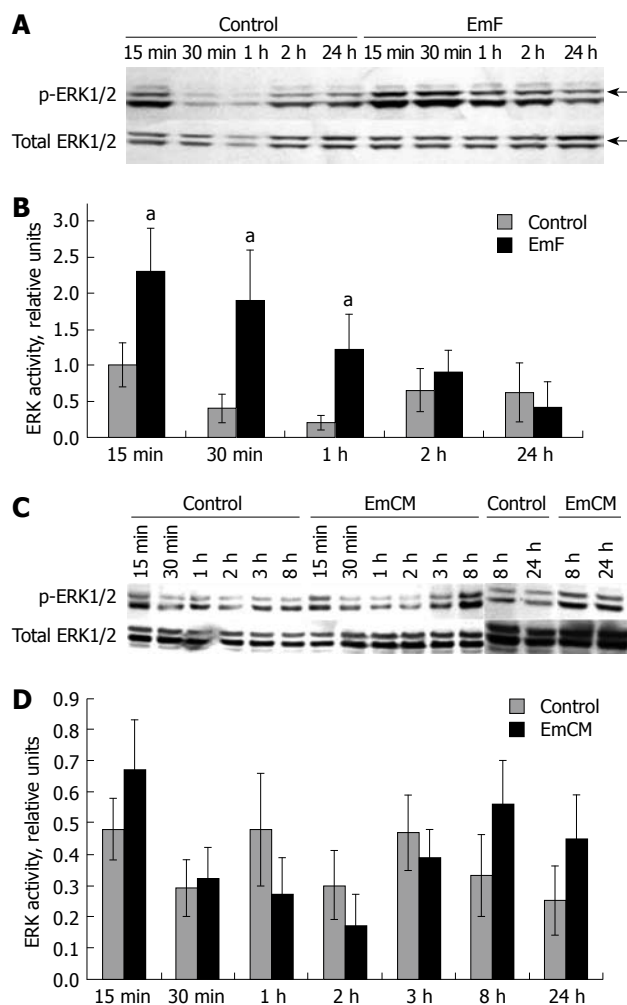 A
Control EmF
15 min 30 min 1 h 2 h 24 h 15 min 30 min 1 h 2 h 24 h
p-ERK1/2
Total ERK1/2
B
ERK activity, relative units
3.0
2.5
2.0
1.5
1.0
0.5
0.0
a a a
Control
EmF
15 min 30 min 1 h 2 h 24 h
C
Control EmCM Control EmCM
15 min 30 min 1 h 2 h 3 h 8 h 15 min 30 min 1 h 2 h 3 h 8 h 8 h 24 h 8 h 24 h
p-ERK1/2
Total ERK1/2
D
ERK activity, relative units
0.9
0.8
0.7
0.6
0.5
0.4
0.3
0.2
0.1
0.0
Control
EmCM
15 min 30 min 1 h 2 h 3 h 8 h 24 h